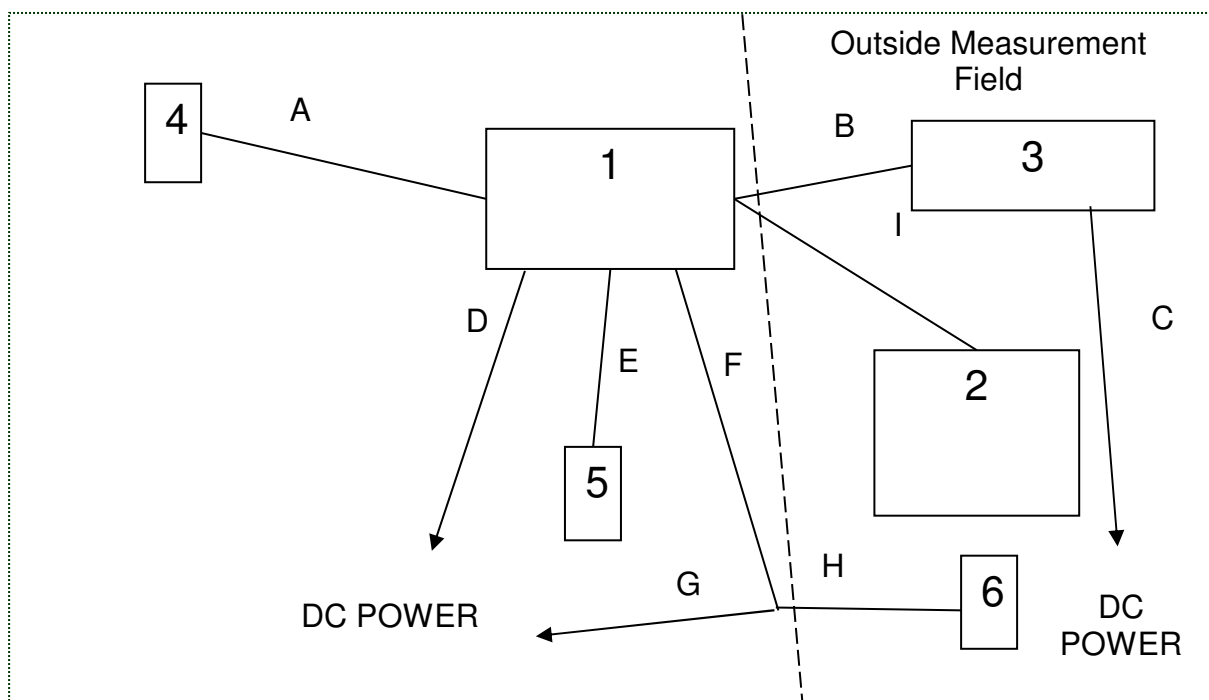 Outside Measurement
Field
4
A
1
B
3
I
D
E
F
C
2
5
G
H
6
DC POWER
DC
POWER